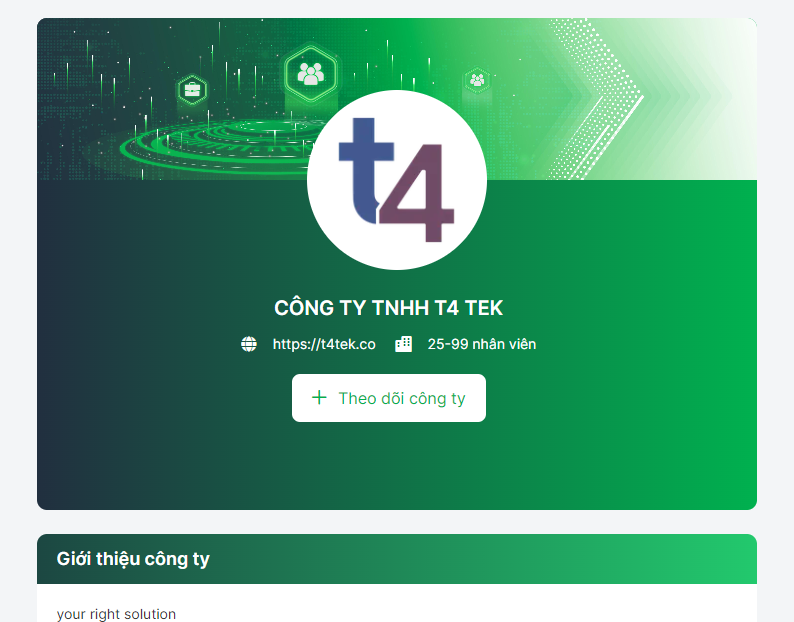 t4
CÔNG TY TNHH T4 TEK
https://t4tek.co 25-99 nhân viên
Theo dõi công ty
Giới thiệu công ty
your right solution